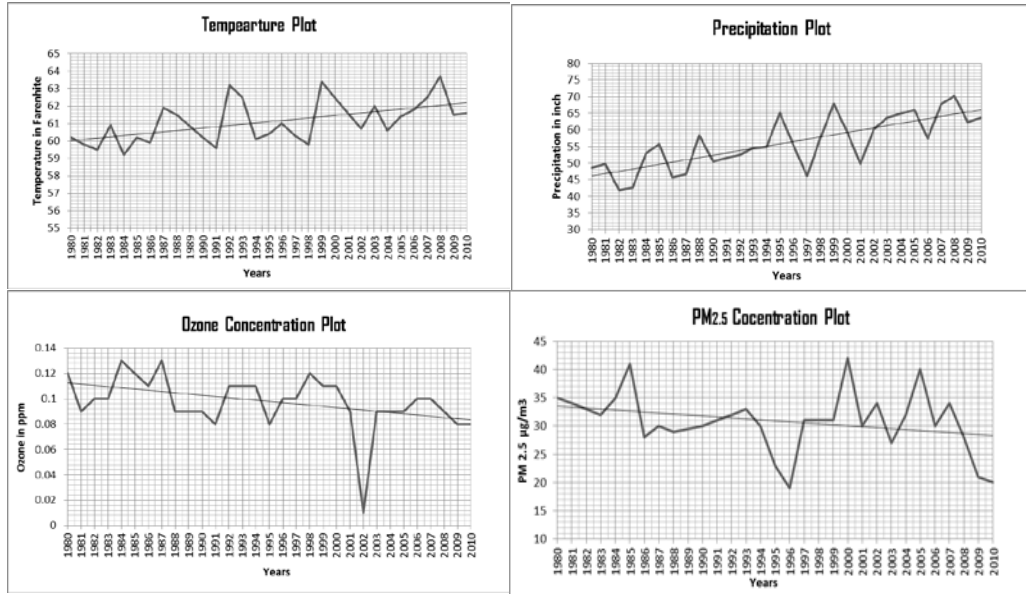 Tempearture Plot
Temperature in Farenhite
65
64
63
62
61
60
59
58
57
56
55
1980 1981 1982 1983 1984 1985 1986 1987 1988 1989 1990 1991 1992 1993 1994 1995 1996 1997 1998 1999 2000 2001 2002 2003 2004 2005 2006 2007 2008 2009 2010
Years
Precipitation Plot
Precipitation in inch
80
75
70
65
60
55
50
45
40
35
30
1980 1981 1982 1983 1984 1985 1986 1987 1989 1990 1991 1992 1993 1994 1995 1996 1997 1998 1999 2000 2001 2002 2003 2004 2005 2006 2007 2008 2009 2010
Years
Ozone Concentration Plot
Ozone in ppm
0.14
0.12
0.1
0.08
0.06
0.04
0.02
0
1980 1981 1982 1983 1984 1985 1986 1987 1988 1989 1990 1991 1992 1993 1994 1995 1996 1997 1998 1999 2000 2001 2002 2003 2004 2005 2006 2007 2008 2009 2010
Years
PM2.5 Cocentration Plot
PM 2.5 µg/m3
45
40
35
30
25
20
15
10
1980 1981 1982 1983 1984 1985 1986 1987 1988 1989 1990 1991 1992 1993 1994 1995 1996 1997 1998 1999 2000 2001 2002 2003 2004 2005 2006 2007 2008 2009 2010
Years